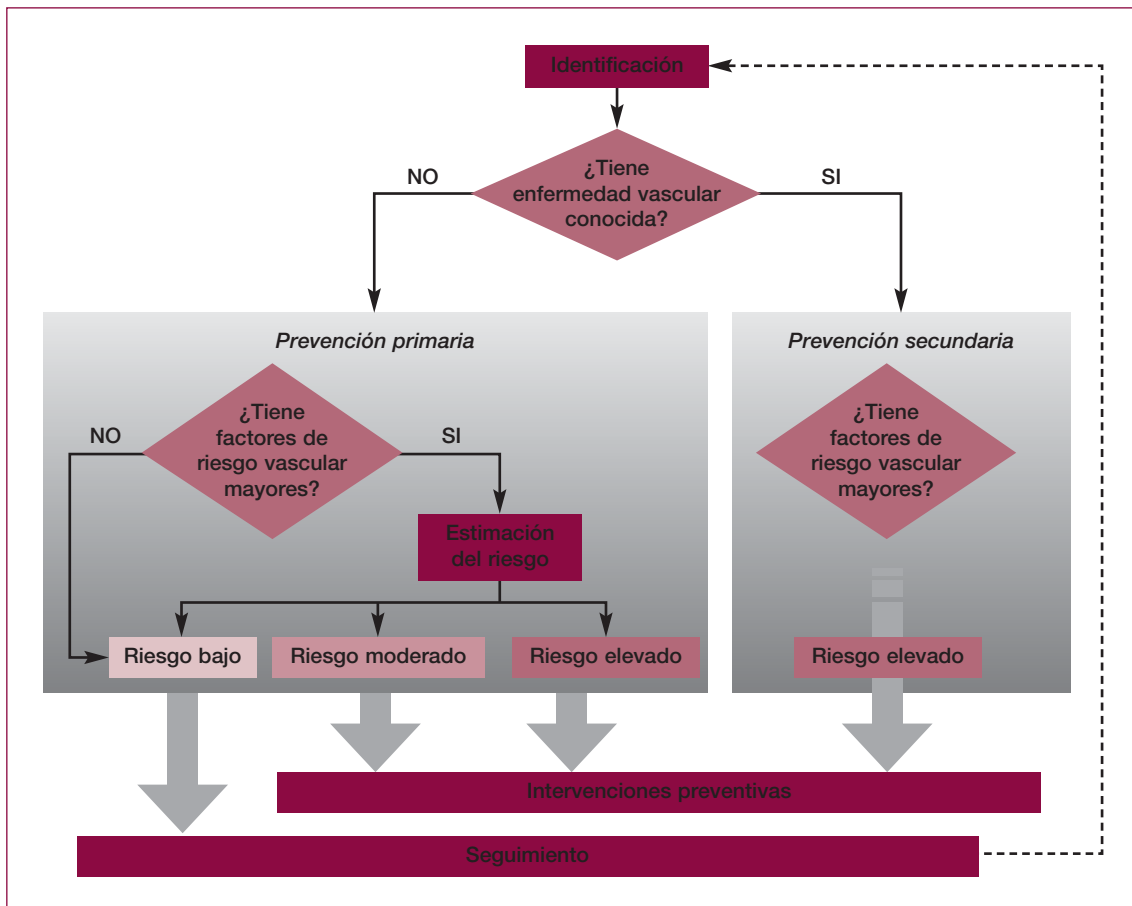 Identificación
¿Tiene
enfermedad vascular
conocida?
NO
SI
Prevención primaria
¿Tiene
factores de
riesgo vascular
mayores?
NO
SI
Estimación
del riesgo
Riesgo bajo
Riesgo moderado
Riesgo elevado
Prevención secundaria
¿Tiene
factores de
riesgo vascular
mayores?
Riesgo elevado
Intervenciones preventivas
Seguimiento